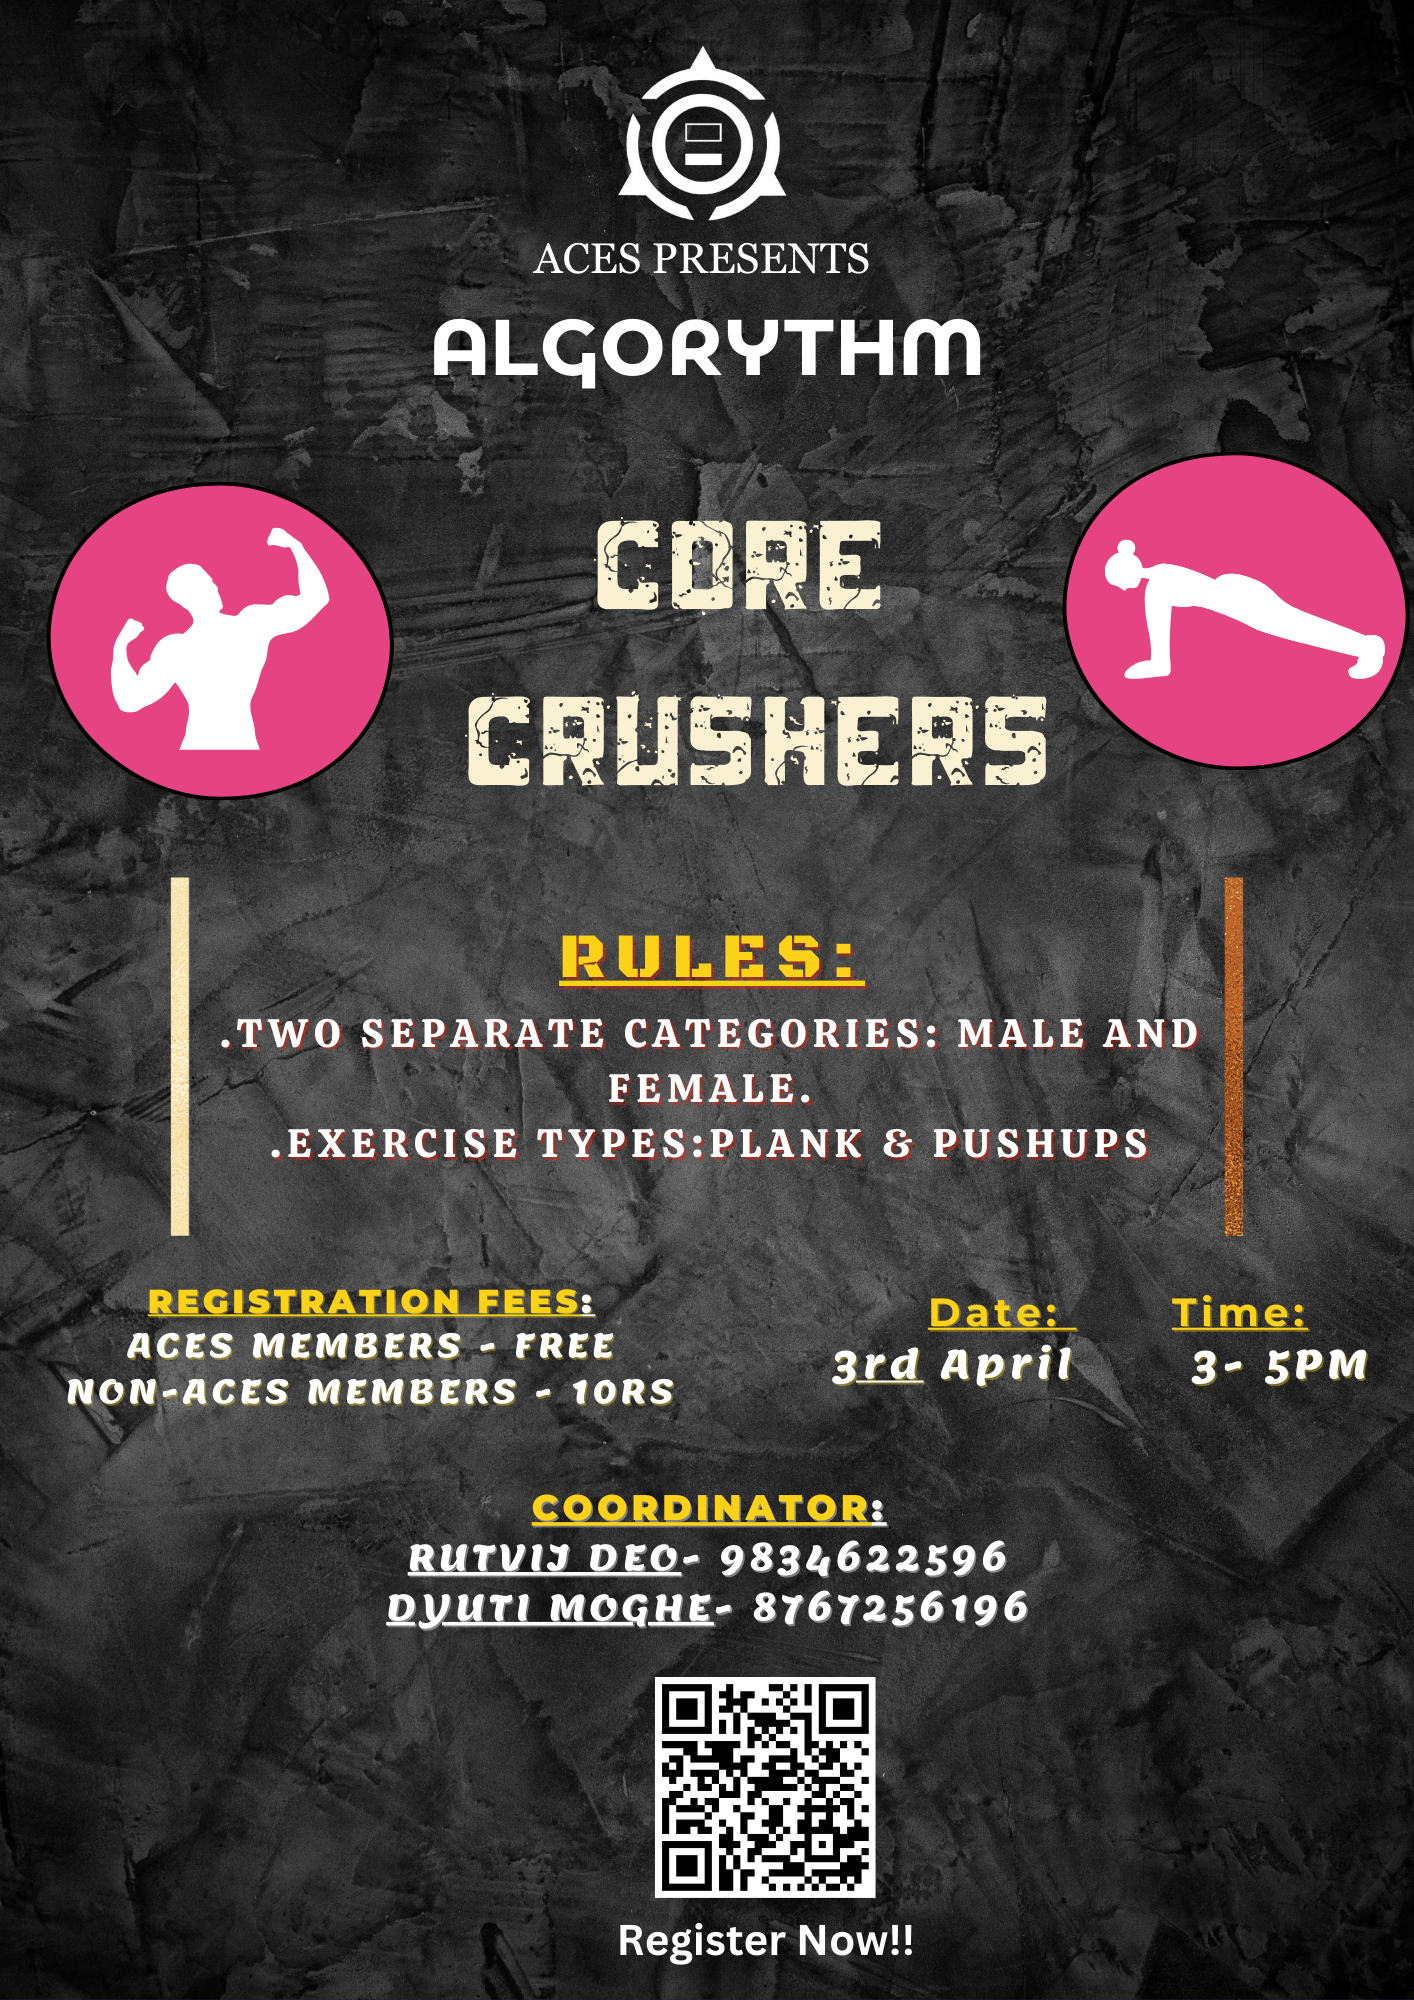 ACES PRESENTS
ALGORYTHM
CORE
CRUSHERS
RULES:
.TWO SEPARATE CATEGORIES: MALE AND
FEMALE.
.EXERCISE TYPES:PLANK & PUSHUPS
REGISTRATION FEES:
ACES MEMBERS - FREE
NON-ACES MEMBERS - 10RS
Date:
3rd April
Time:
3- 5PM
COORDINATOR:
RUTVIJ DEO- 9834622596
DYUTI MOGHE- 8767256196
Register Now!!